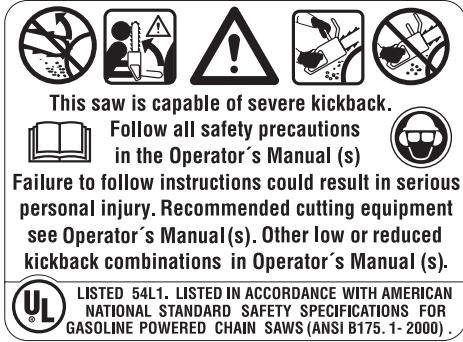 This saw is capable of severe kickback.
Follow all safety precautions
in the Operator´s Manual (s)
Failure to follow instructions could result in serious
personal injury. Recommended cutting equipment
see Operator´s Manual(s). Other low or reduced
kickback combinations in Operator´s Manual (s).
UL
®
LISTED 54L1. LISTED IN ACCORDANCE WITH AMERICAN
NATIONAL STANDARD SAFETY SPECIFICATIONS FOR
GASOLINE POWERED CHAIN SAWS (ANSI B175. 1- 2000) .